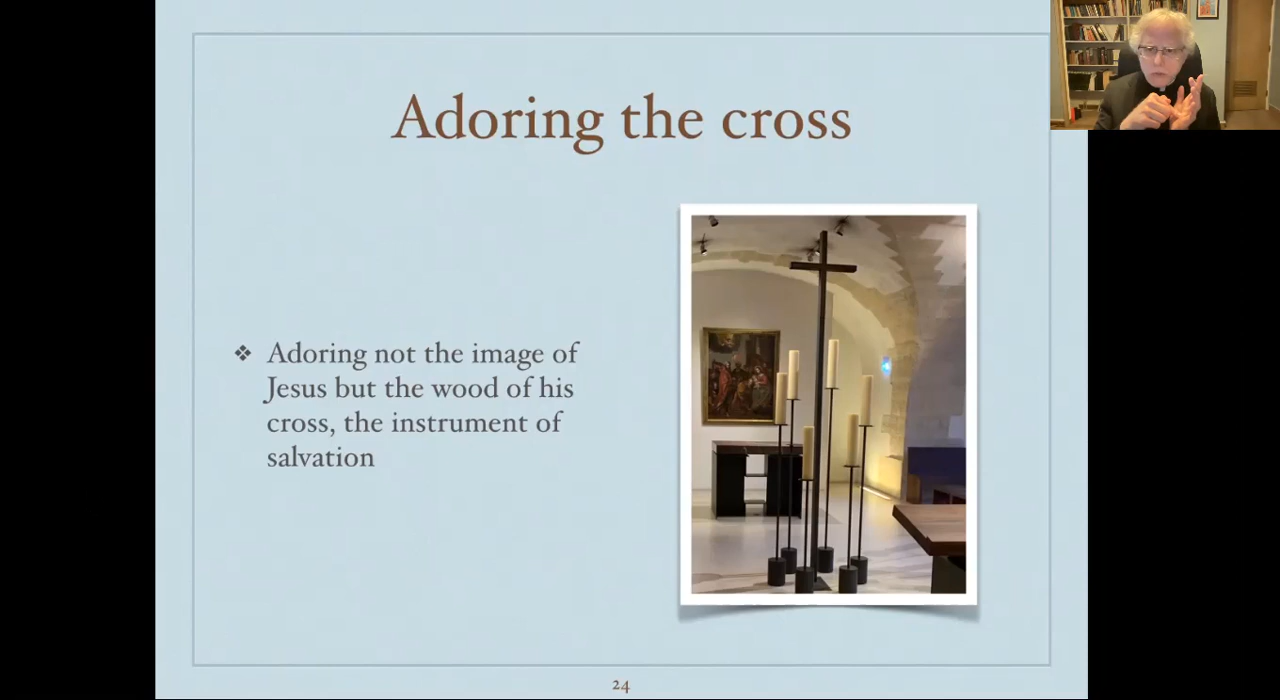 Adoring the cross
❖ Adoring not the image of
Jesus but the wood of his
cross, the instrument of
salvation
24